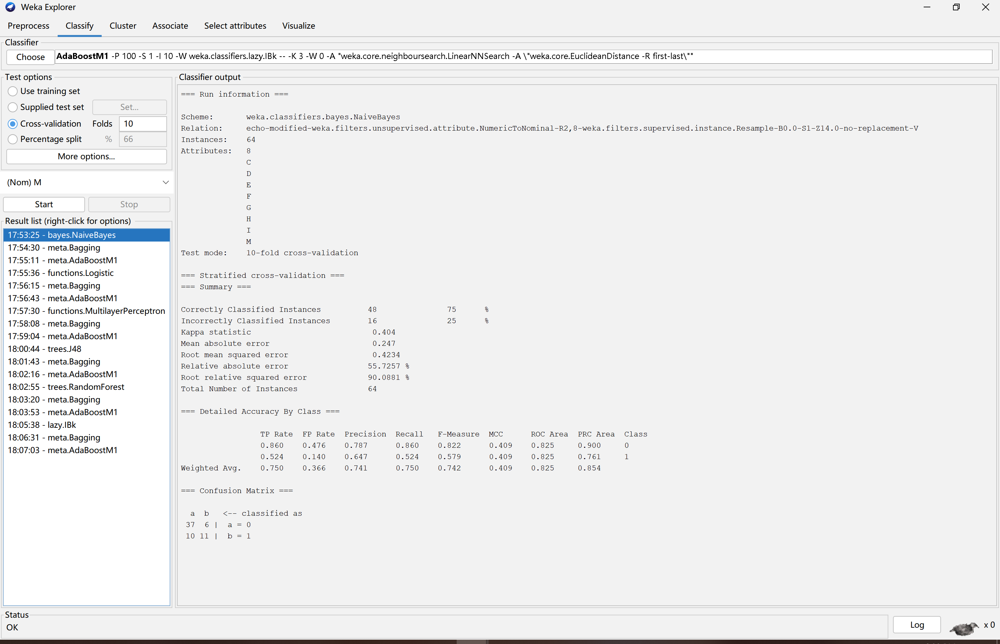 Weka Explorer
Preprocess Classify Cluster Associate Select attributes Visualize
Classifier
Choose AdaBoostM1 -P 100 -S 1 -I 10 -W weka.classifiers.lazy.IBk -- -K 3 -W 0 -A "weka.core.neighboursearch.LinearNNSearch -A \"weka.core.EuclideanDistance -R first-last\""
Test options
Use training set
Supplied test set Set...
Cross-validation Folds 10
Percentage split % 66
More options...
(Nom) M
Start Stop
Result list (right-click for options)
17:53:25 - bayes.NaiveBayes
17:54:30 - meta.Bagging
17:55:11 - meta.AdaBoostM1
17:55:36 - functions.Logistic
17:56:15 - meta.Bagging
17:56:43 - meta.AdaBoostM1
17:57:30 - functions.MultilayerPerceptron
17:58:08 - meta.Bagging
17:59:04 - meta.AdaBoostM1
18:00:44 - trees.J48
18:01:43 - meta.Bagging
18:02:16 - meta.AdaBoostM1
18:02:55 - trees.RandomForest
18:03:20 - meta.Bagging
18:03:53 - meta.AdaBoostM1
18:05:38 - lazy.IBk
18:06:31 - meta.Bagging
18:07:03 - meta.AdaBoostM1
Classifier output
=== Run information ===
Scheme: weka.classifiers.bayes.NaiveBayes
Relation: echo-modified-weka.filters.unsupervised.attribute.NumericToNominal-R2,8-weka.filters.supervised.instance.Resample-B0.0-S1-Z14.0-no-replacement-V
Instances: 64
Attributes: 8
C
D
E
F
G
H
I
M
Test mode: 10-fold cross-validation
=== Stratified cross-validation ===
=== Summary ===
Correctly Classified Instances 48 75 %
Incorrectly Classified Instances 16 25 %
Kappa statistic 0.404
Mean absolute error 0.247
Root mean squared error 0.4234
Relative absolute error 55.7257 %
Root relative squared error 90.0881 %
Total Number of Instances 64
=== Detailed Accuracy By Class ===
TP Rate FP Rate Precision Recall F-Measure MCC ROC Area PRC Area Class
0.860 0.476 0.787 0.860 0.822 0.409 0.825 0.900 0
0.524 0.140 0.647 0.524 0.579 0.409 0.825 0.761 1
Weighted Avg. 0.750 0.366 0.741 0.750 0.742 0.409 0.825 0.854
=== Confusion Matrix ===
a b <-- classified as
37 6 | a = 0
10 11 | b = 1
Status
OK
Log x 0